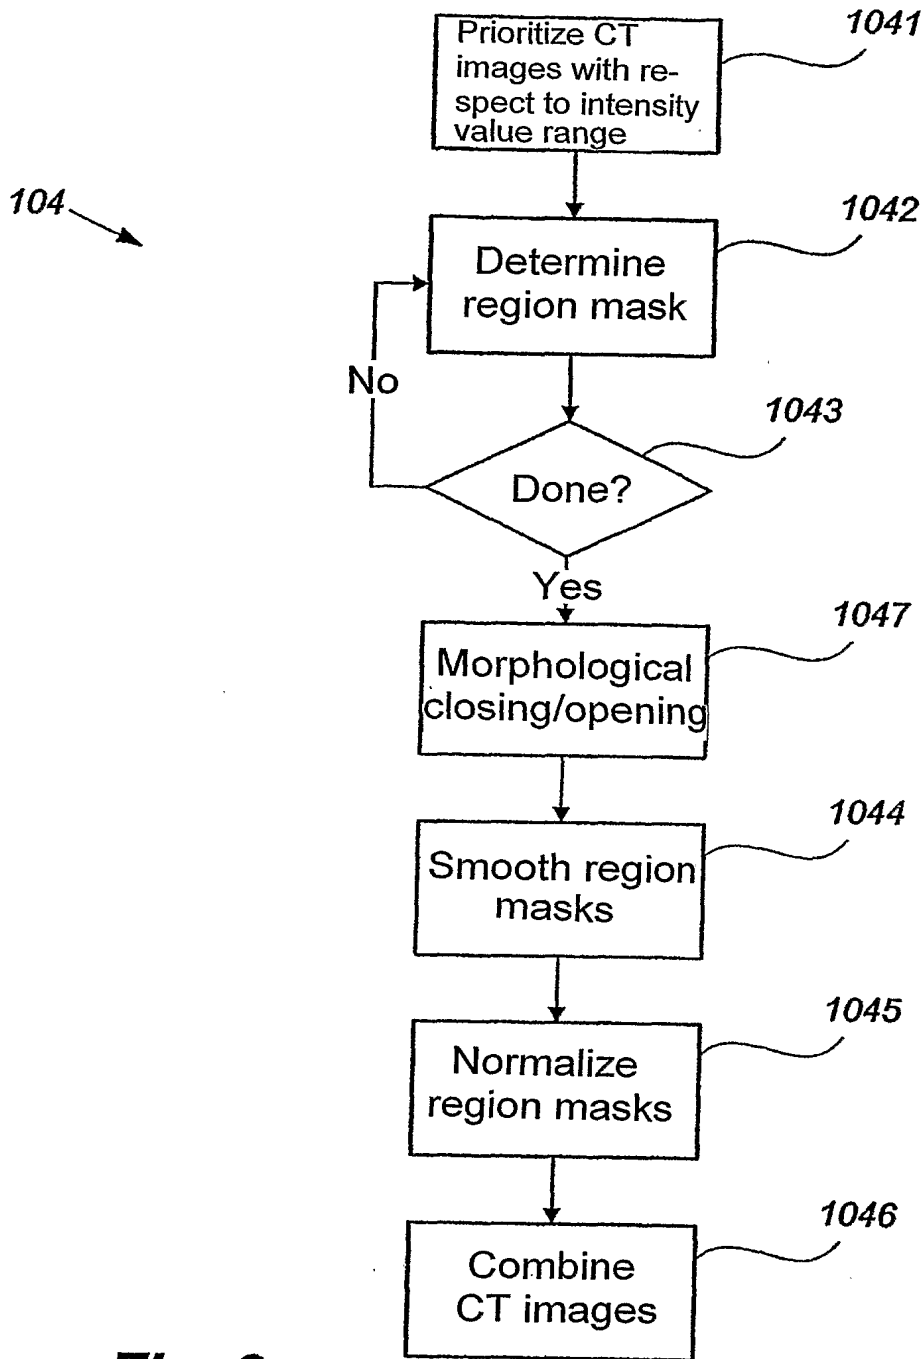 1041
Prioritize CT
images with re-
spect to intensity
value range
104
1042
Determine
region mask
No
1043
Done?
Yes
1047
Morphological
closing/opening
1044
Smooth region
masks
1045
Normalize
region masks
1046
Combine
CT images